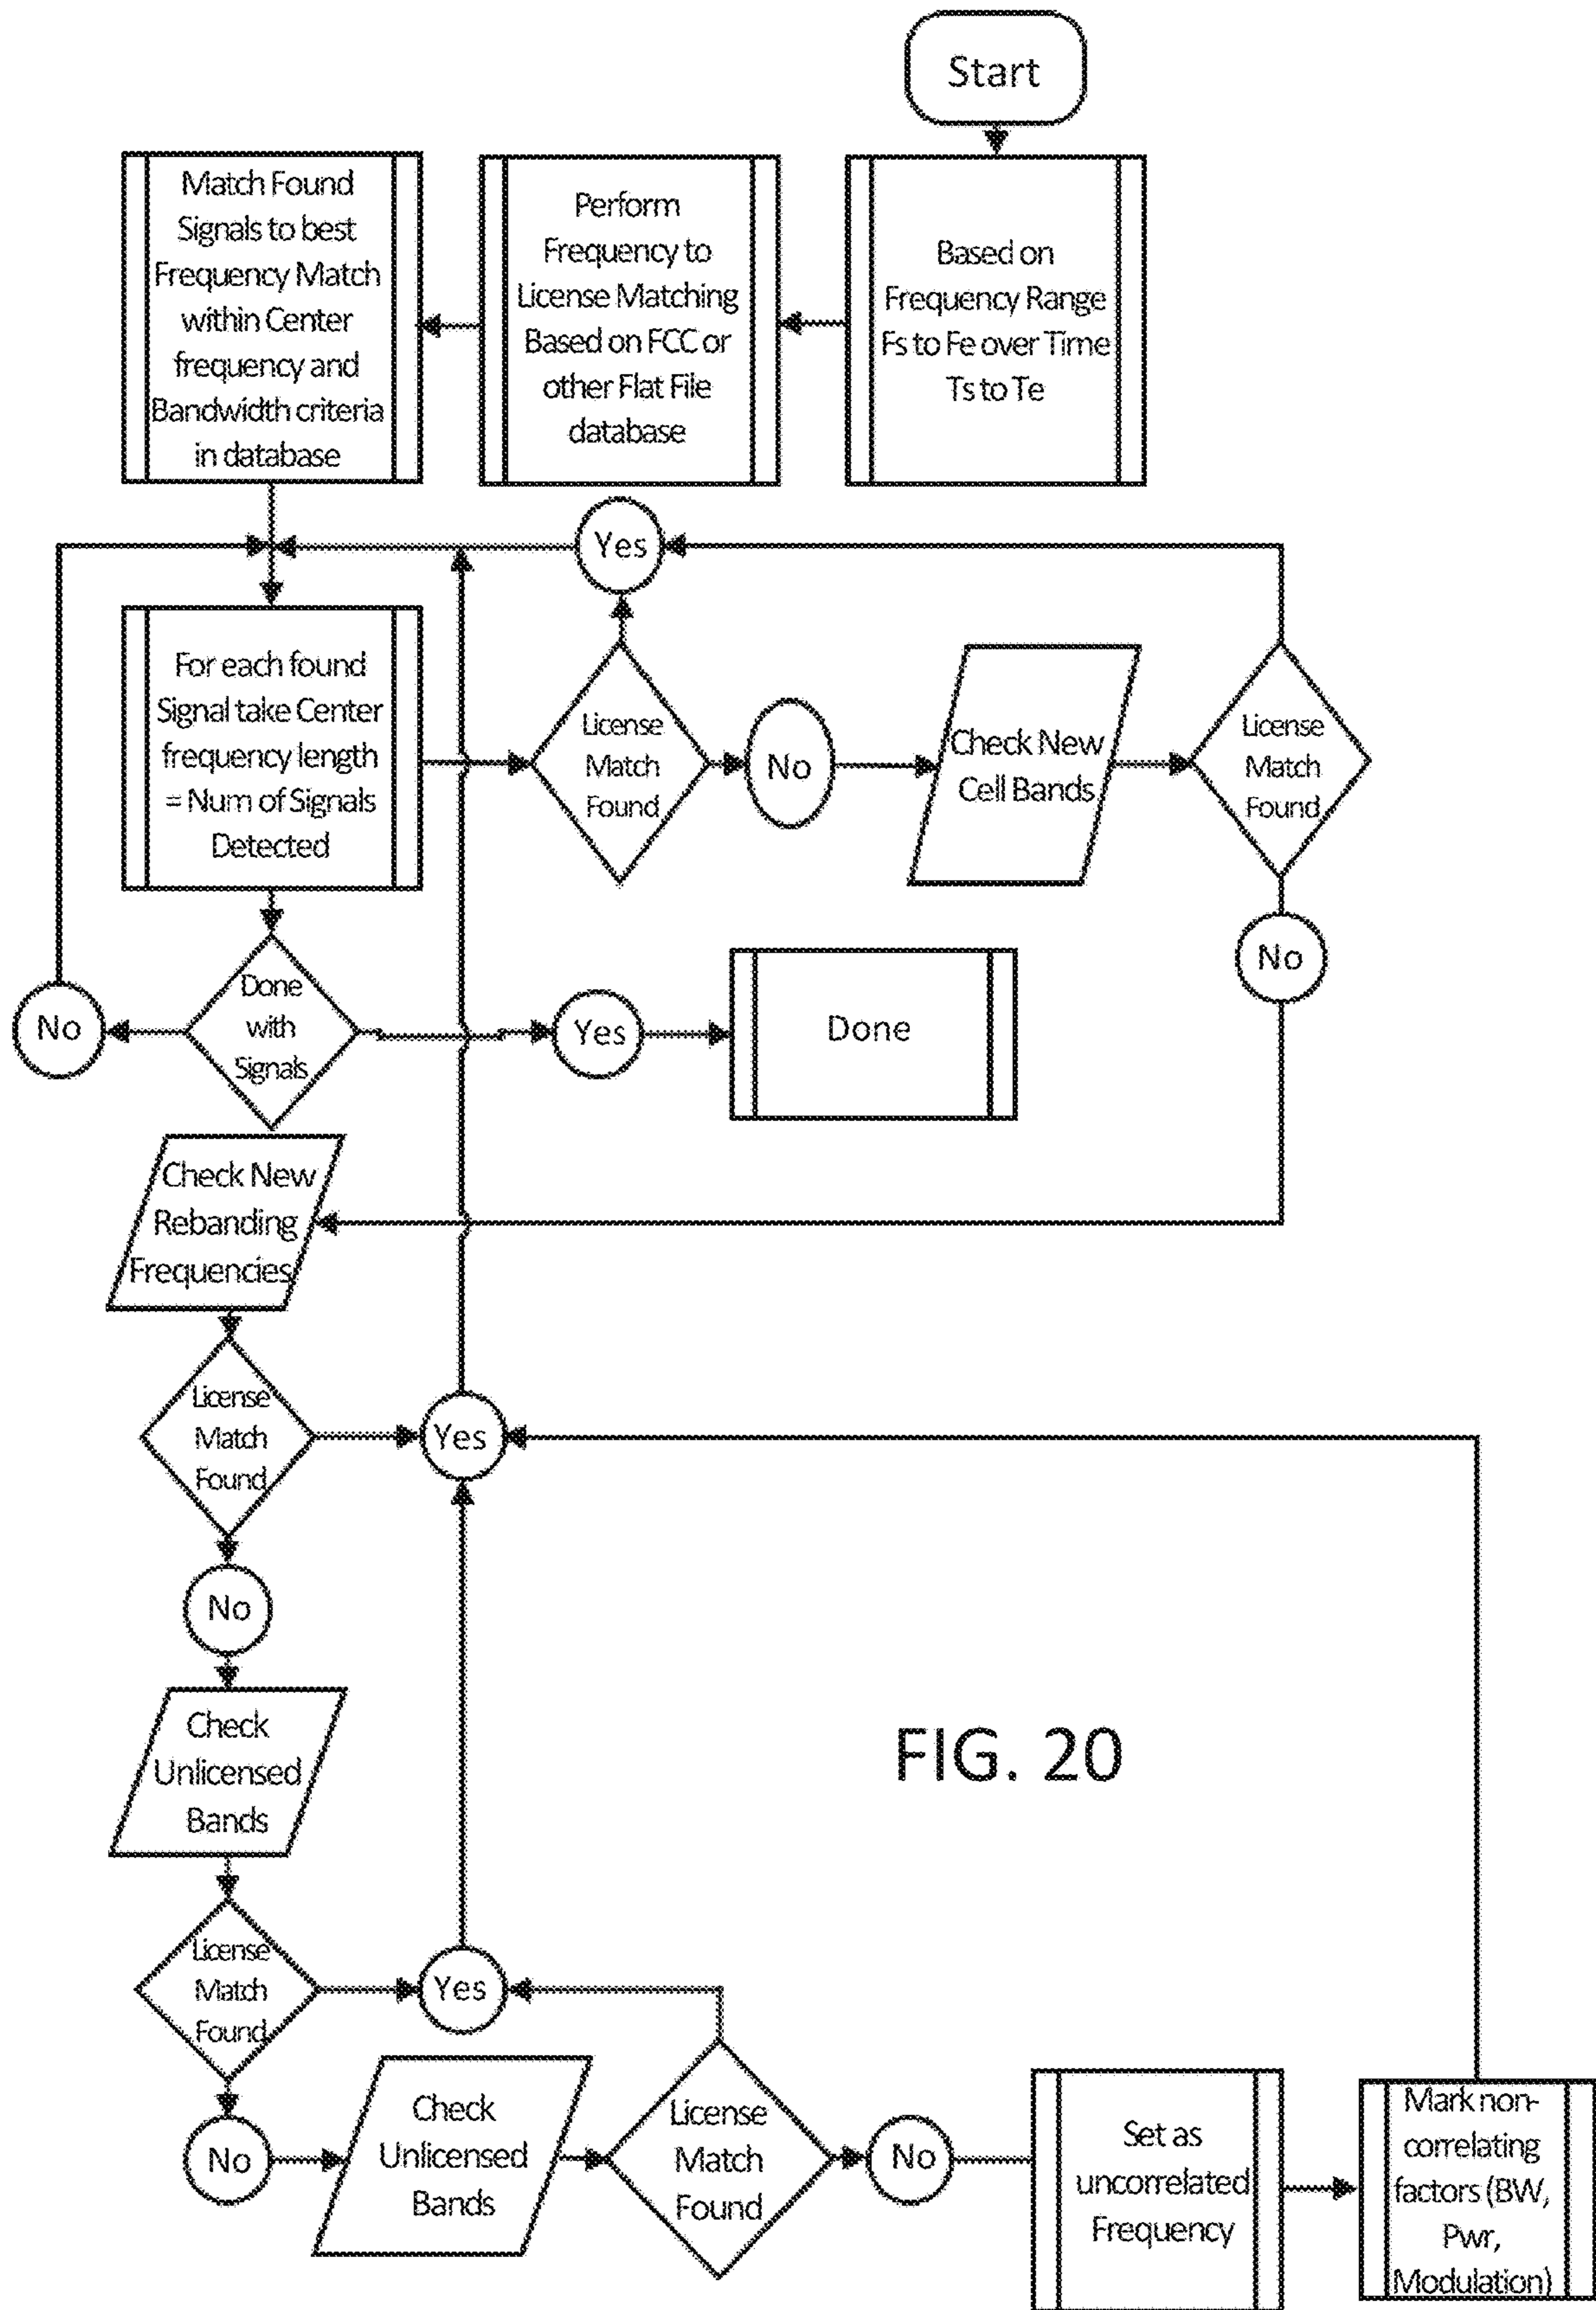 Start
Match Found
Signals to best
Frequency Match
within Center
frequency and
Bandwidth criteria
in database
Perform
Frequency to
License Matching
Based on FCC or
other Flat File
database
Based on
Frequency Range
Fs to Fe over Time
Ts to Te
Yes
For each found
Signal take Center
frequency length
= Num of Signals
Detected
License
Match
Found
No
Check New
Cell Bands
License
Match
Found
No
No
Done
with
Signals
Yes
Done
Check New
Rebanding
Frequencies
License
Match
Found
Yes
No
Check
Unlicensed
Bands
FIG. 20
License
Match
Found
Yes
No
Check
Unlicensed
Bands
License
Match
Found
No
Set as
uncorrelated
Frequency
Mark non-
correlating
factors (BW,
Pwr,
Modulation)